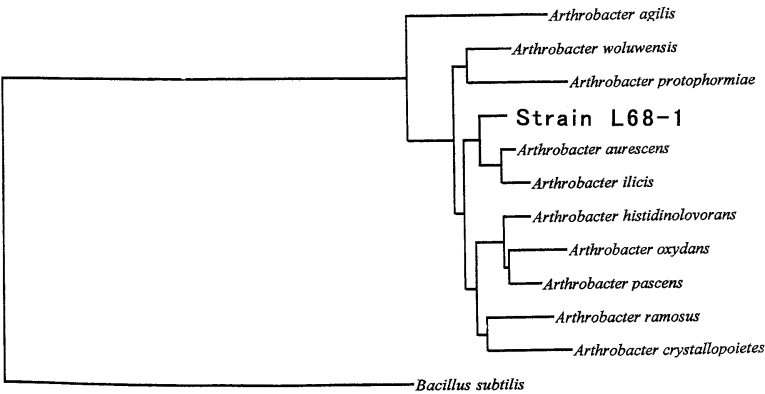 Arthrobacter agilis
Arthrobacter woluwensis
Arthrobacter protophormiae
Strain L68-1
Arthrobacter aurescens
Arthrobacter ilicis
Arthrobacter histidinolovorans
Arthrobacter oxydans
Arthrobacter pascens
Arthrobacter ramosus
Arthrobacter crystallopoietes
Bacillus subtilis